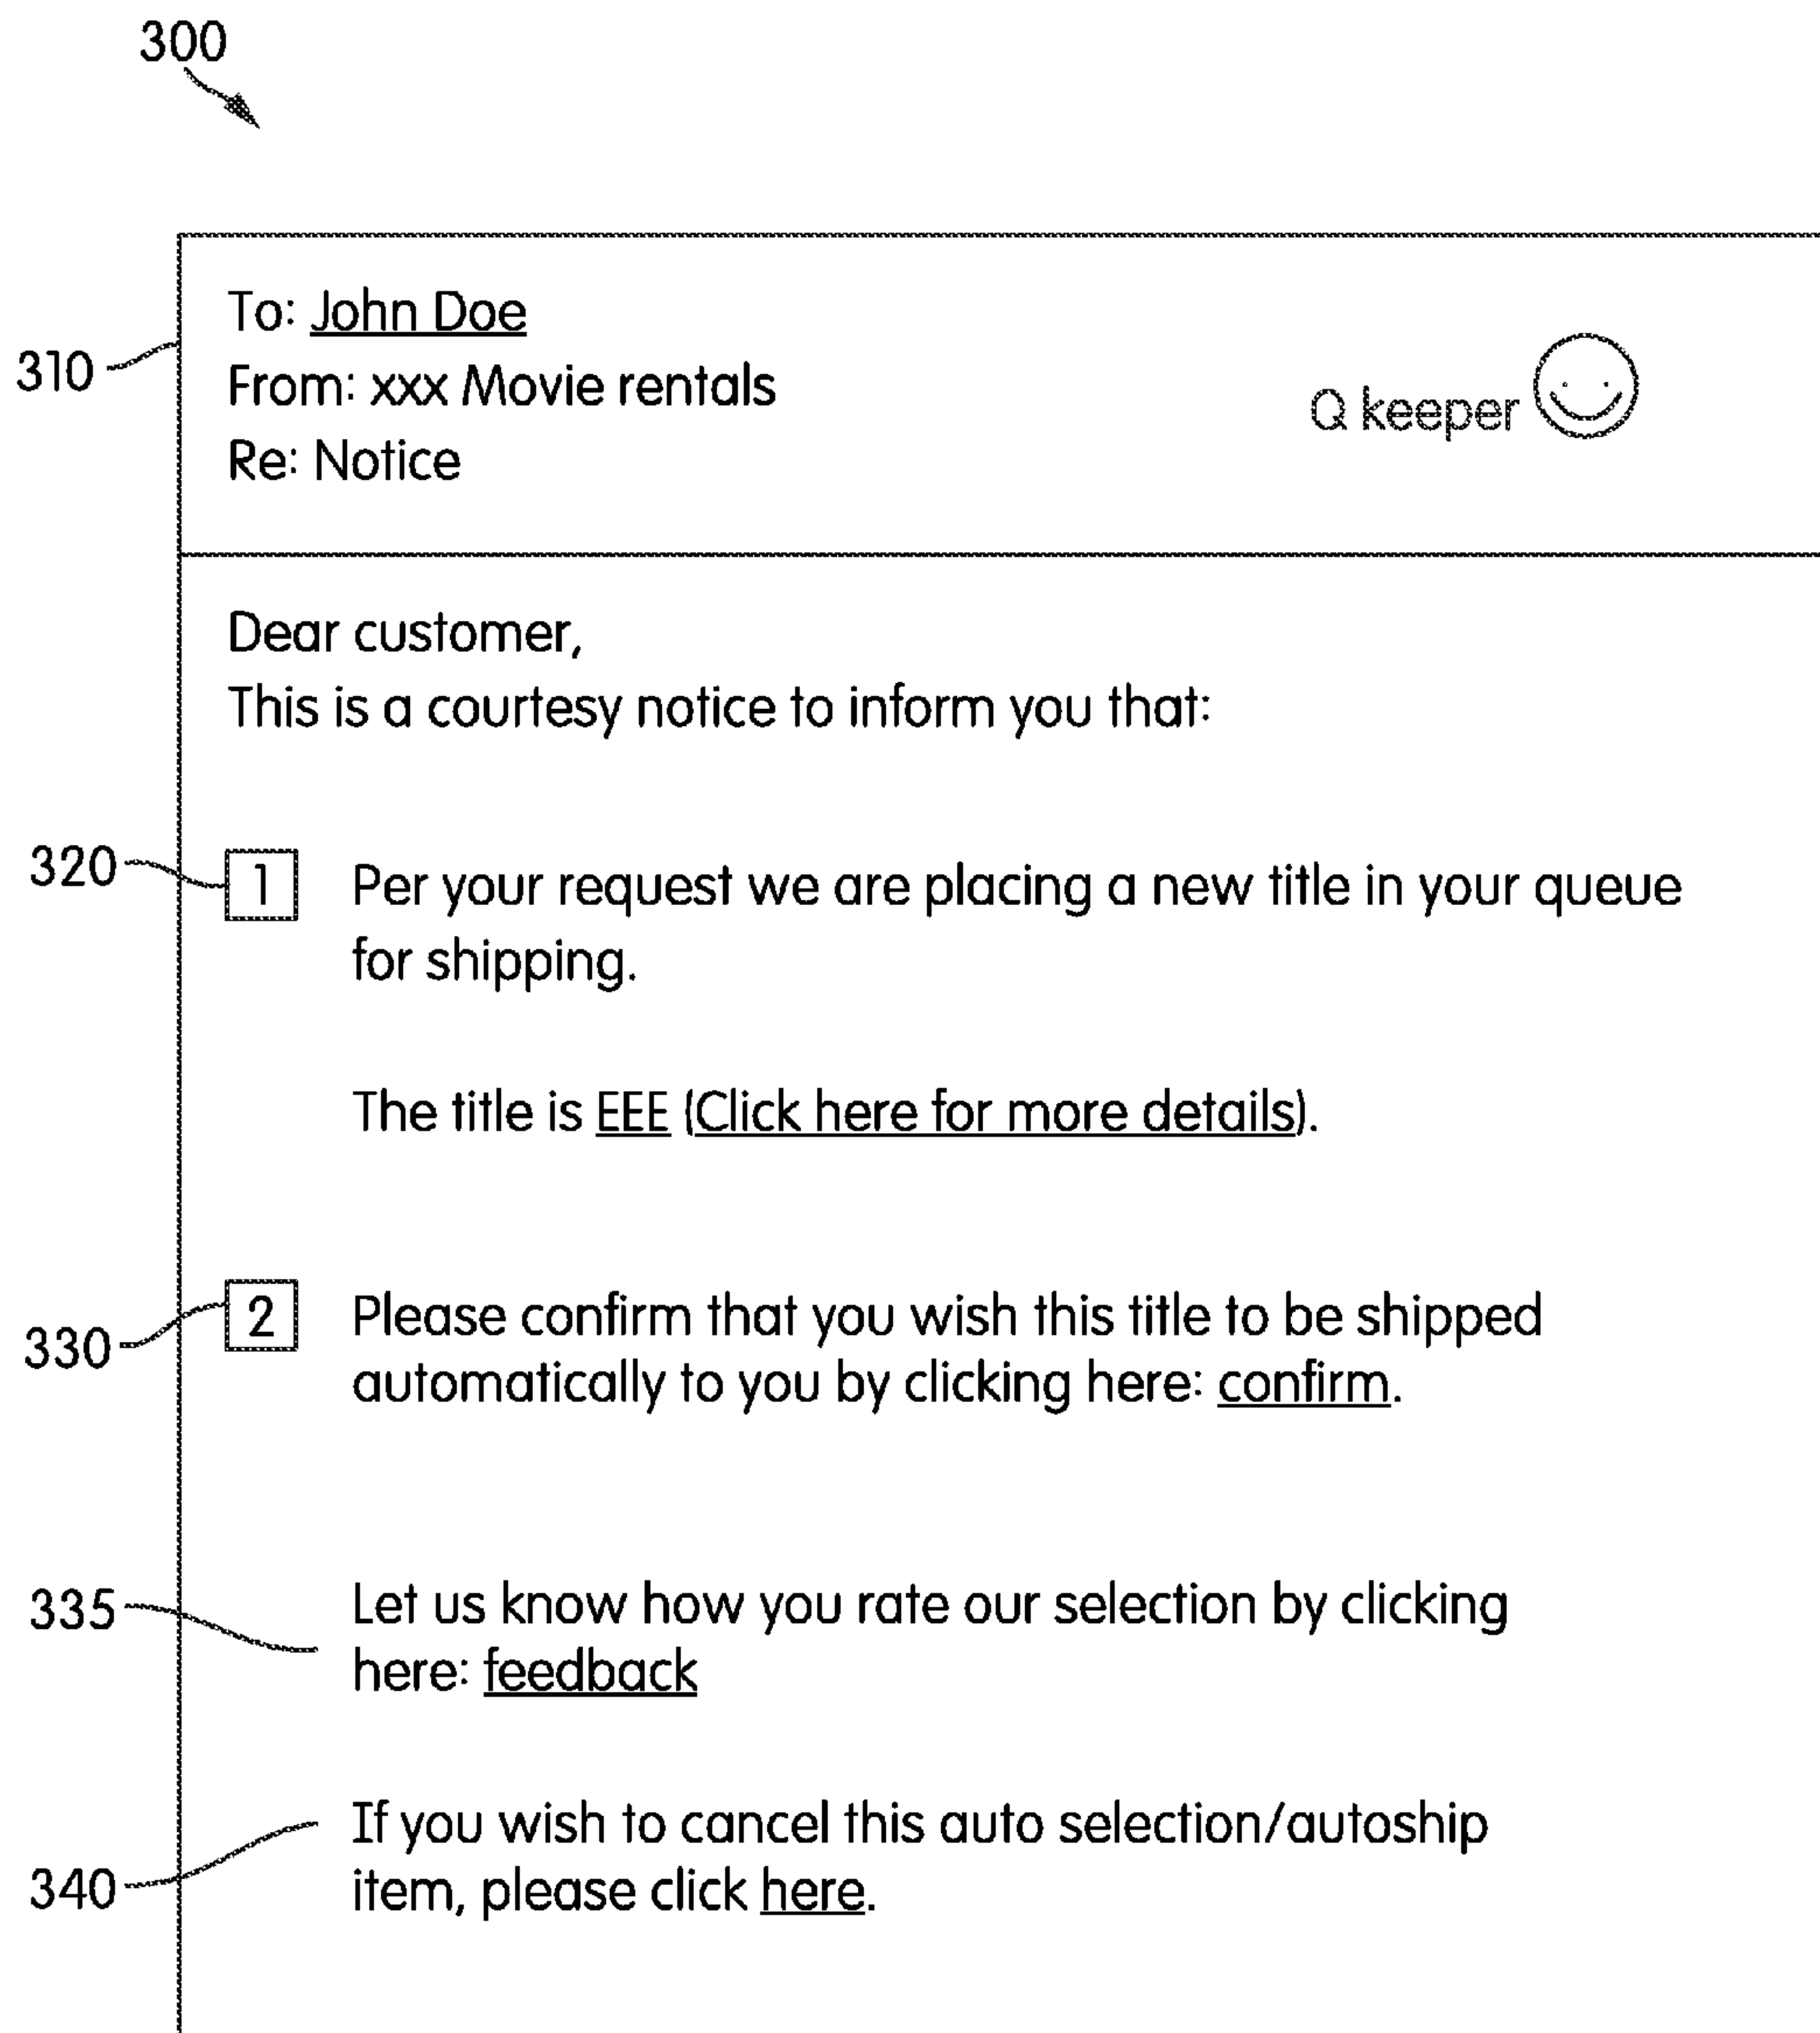 300
310
To: John Doe
From: xxx Movie rentals
Re: Notice
Q keeper
Dear customer,
This is a courtesy notice to inform you that:
320
1
Per your request we are placing a new title in your queue
for shipping.
The title is EEE (Click here for more details).
330
2
Please confirm that you wish this title to be shipped
automatically to you by clicking here: confirm.
335
Let us know how you rate our selection by clicking
here: feedback
340
If you wish to cancel this auto selection/autoship
item, please click here.